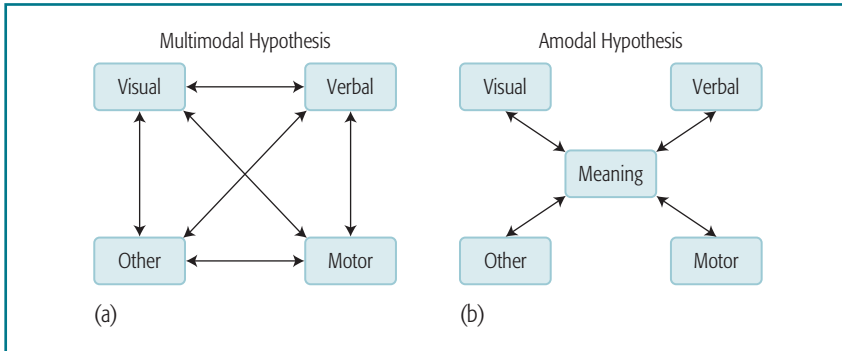 Multimodal Hypothesis
Visual
Verbal
Other
Motor
(a)
Amodal Hypothesis
Visual
Verbal
Meaning
Other
Motor
(b)